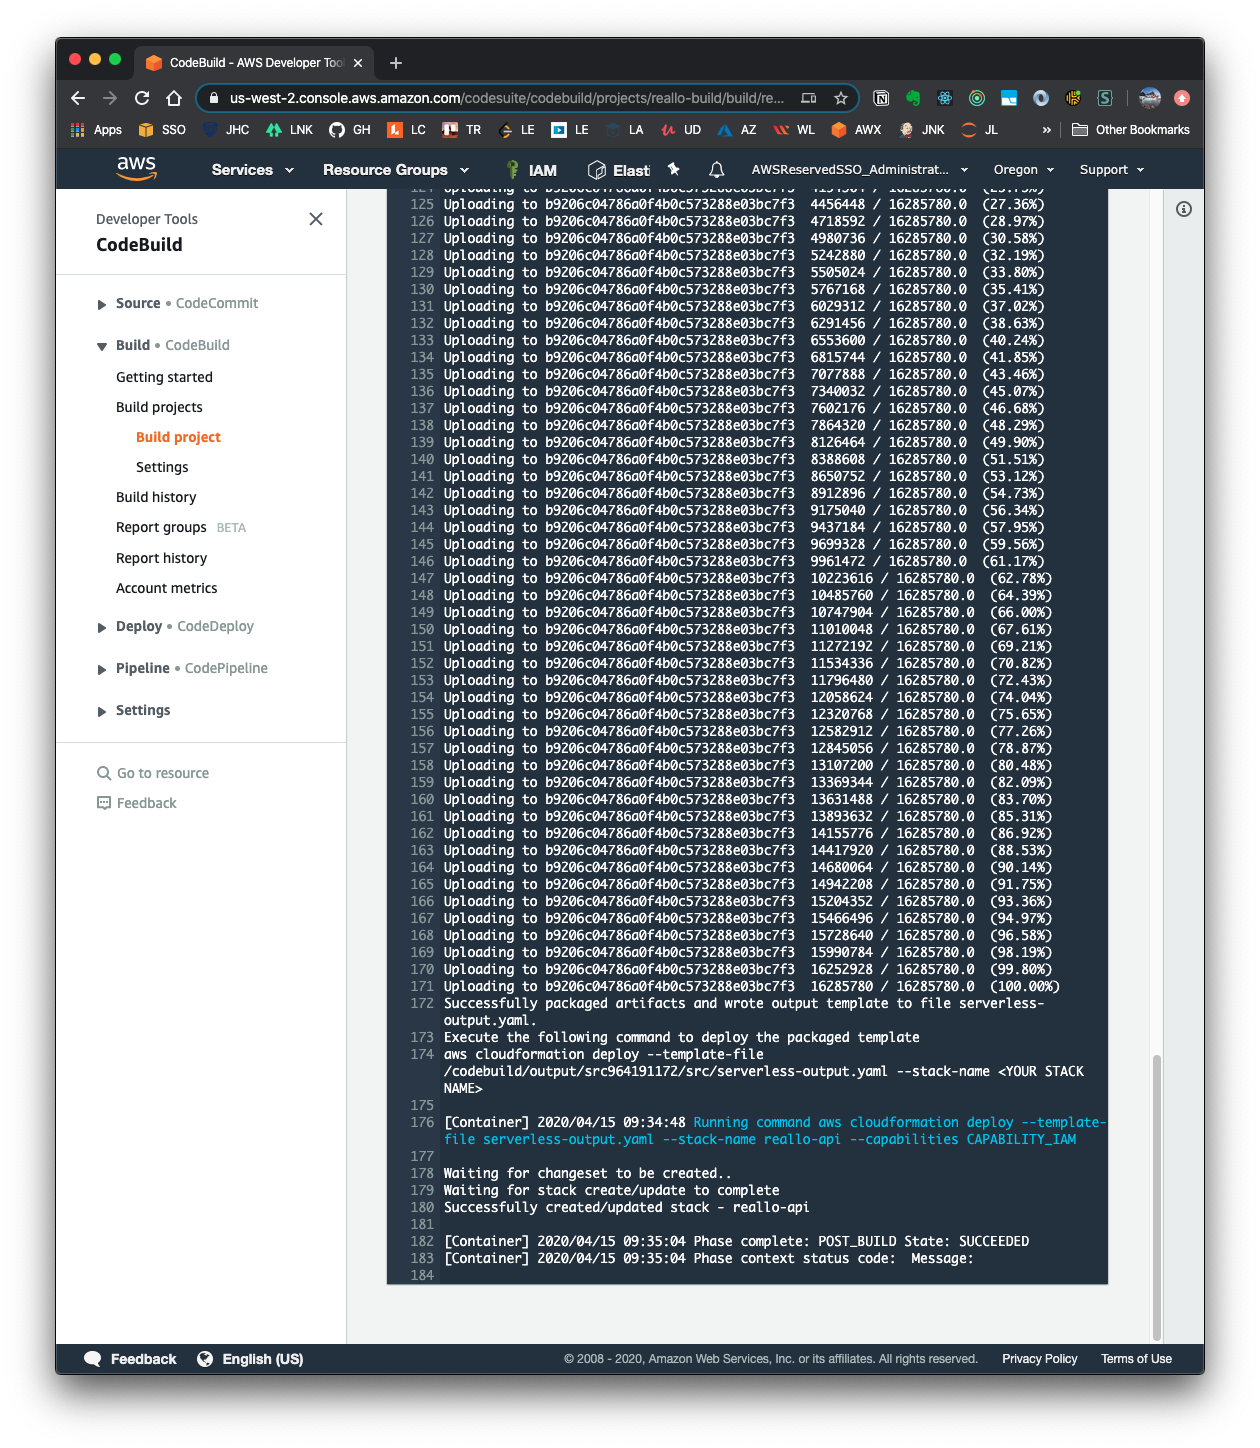 CodeBuild - AWS Developer Too
us-west-2.console.aws.amazon.com/codesuite/codebuild/projects/reallo-build/build/re...
Apps
SSO
JHC
LNK
GH
LC
TR
LE
LE
LA
UD
AZ
WL
AWX
JNK
JL
»
Other Bookmarks
aws
Services
Resource Groups
IAM
Elasti
AWSReservedSSO_Administrat...
Oregon
Support
Developer Tools
CodeBuild
Source • CodeCommit
Build • CodeBuild
Getting started
Build projects
Build project
Settings
Build history
Report groups BETA
Report history
Account metrics
Deploy • CodeDeploy
Pipeline • CodePipeline
Settings
Go to resource
Feedback
125 Uploading to b9206c04786a0f4b0c573288e03bc7f3 4456448 / 16285780.0 (27.36%)
126 Uploading to b9206c04786a0f4b0c573288e03bc7f3 4718592 / 16285780.0 (28.97%)
127 Uploading to b9206c04786a0f4b0c573288e03bc7f3 4980736 / 16285780.0 (30.58%)
128 Uploading to b9206c04786a0f4b0c573288e03bc7f3 5242880 / 16285780.0 (32.19%)
129 Uploading to b9206c04786a0f4b0c573288e03bc7f3 5505024 / 16285780.0 (33.80%)
130 Uploading to b9206c04786a0f4b0c573288e03bc7f3 5767168 / 16285780.0 (35.41%)
131 Uploading to b9206c04786a0f4b0c573288e03bc7f3 6029312 / 16285780.0 (37.02%)
132 Uploading to b9206c04786a0f4b0c573288e03bc7f3 6291456 / 16285780.0 (38.63%)
133 Uploading to b9206c04786a0f4b0c573288e03bc7f3 6553600 / 16285780.0 (40.24%)
134 Uploading to b9206c04786a0f4b0c573288e03bc7f3 6815744 / 16285780.0 (41.85%)
135 Uploading to b9206c04786a0f4b0c573288e03bc7f3 7077888 / 16285780.0 (43.46%)
136 Uploading to b9206c04786a0f4b0c573288e03bc7f3 7340032 / 16285780.0 (45.07%)
137 Uploading to b9206c04786a0f4b0c573288e03bc7f3 7602176 / 16285780.0 (46.68%)
138 Uploading to b9206c04786a0f4b0c573288e03bc7f3 7864320 / 16285780.0 (48.29%)
139 Uploading to b9206c04786a0f4b0c573288e03bc7f3 8126464 / 16285780.0 (49.90%)
140 Uploading to b9206c04786a0f4b0c573288e03bc7f3 8388608 / 16285780.0 (51.51%)
141 Uploading to b9206c04786a0f4b0c573288e03bc7f3 8650752 / 16285780.0 (53.12%)
142 Uploading to b9206c04786a0f4b0c573288e03bc7f3 8912896 / 16285780.0 (54.73%)
143 Uploading to b9206c04786a0f4b0c573288e03bc7f3 9175040 / 16285780.0 (56.34%)
144 Uploading to b9206c04786a0f4b0c573288e03bc7f3 9437184 / 16285780.0 (57.95%)
145 Uploading to b9206c04786a0f4b0c573288e03bc7f3 9699328 / 16285780.0 (59.56%)
146 Uploading to b9206c04786a0f4b0c573288e03bc7f3 9961472 / 16285780.0 (61.17%)
147 Uploading to b9206c04786a0f4b0c573288e03bc7f3 10223616 / 16285780.0 (62.78%)
148 Uploading to b9206c04786a0f4b0c573288e03bc7f3 10485760 / 16285780.0 (64.39%)
149 Uploading to b9206c04786a0f4b0c573288e03bc7f3 10747904 / 16285780.0 (66.00%)
150 Uploading to b9206c04786a0f4b0c573288e03bc7f3 11010048 / 16285780.0 (67.61%)
151 Uploading to b9206c04786a0f4b0c573288e03bc7f3 11272192 / 16285780.0 (69.21%)
152 Uploading to b9206c04786a0f4b0c573288e03bc7f3 11534336 / 16285780.0 (70.82%)
153 Uploading to b9206c04786a0f4b0c573288e03bc7f3 11796480 / 16285780.0 (72.43%)
154 Uploading to b9206c04786a0f4b0c573288e03bc7f3 12058624 / 16285780.0 (74.04%)
155 Uploading to b9206c04786a0f4b0c573288e03bc7f3 12320768 / 16285780.0 (75.65%)
156 Uploading to b9206c04786a0f4b0c573288e03bc7f3 12582912 / 16285780.0 (77.26%)
157 Uploading to b9206c04786a0f4b0c573288e03bc7f3 12845056 / 16285780.0 (78.87%)
158 Uploading to b9206c04786a0f4b0c573288e03bc7f3 13107200 / 16285780.0 (80.48%)
159 Uploading to b9206c04786a0f4b0c573288e03bc7f3 13369344 / 16285780.0 (82.09%)
160 Uploading to b9206c04786a0f4b0c573288e03bc7f3 13631488 / 16285780.0 (83.70%)
161 Uploading to b9206c04786a0f4b0c573288e03bc7f3 13893632 / 16285780.0 (85.31%)
162 Uploading to b9206c04786a0f4b0c573288e03bc7f3 14155776 / 16285780.0 (86.92%)
163 Uploading to b9206c04786a0f4b0c573288e03bc7f3 14417920 / 16285780.0 (88.53%)
164 Uploading to b9206c04786a0f4b0c573288e03bc7f3 14680064 / 16285780.0 (90.14%)
165 Uploading to b9206c04786a0f4b0c573288e03bc7f3 14942208 / 16285780.0 (91.75%)
166 Uploading to b9206c04786a0f4b0c573288e03bc7f3 15204352 / 16285780.0 (93.36%)
167 Uploading to b9206c04786a0f4b0c573288e03bc7f3 15466496 / 16285780.0 (94.97%)
168 Uploading to b9206c04786a0f4b0c573288e03bc7f3 15728640 / 16285780.0 (96.58%)
169 Uploading to b9206c04786a0f4b0c573288e03bc7f3 15990784 / 16285780.0 (98.19%)
170 Uploading to b9206c04786a0f4b0c573288e03bc7f3 16252928 / 16285780.0 (99.80%)
171 Uploading to b9206c04786a0f4b0c573288e03bc7f3 16285780 / 16285780.0 (100.00%)
172 Successfully packaged artifacts and wrote output template to file serverless-
output.yaml.
173 Execute the following command to deploy the packaged template
174 aws cloudformation deploy --template-file
/codebuild/output/src964191172/src/serverless-output.yaml --stack-name <YOUR STACK
NAME>
175
176 [Container] 2020/04/15 09:34:48 Running command aws cloudformation deploy --template-
file serverless-output.yaml --stack-name reallo-api --capabilities CAPABILITY_IAM
177
178 Waiting for changeset to be created..
179 Waiting for stack create/update to complete
180 Successfully created/updated stack - reallo-api
181
182 [Container] 2020/04/15 09:35:04 Phase complete: POST_BUILD State: SUCCEEDED
183 [Container] 2020/04/15 09:35:04 Phase context status code: Message:
184
Feedback
English (US)
© 2008 - 2020, Amazon Web Services, Inc. or its affiliates. All rights reserved.
Privacy Policy
Terms of Use